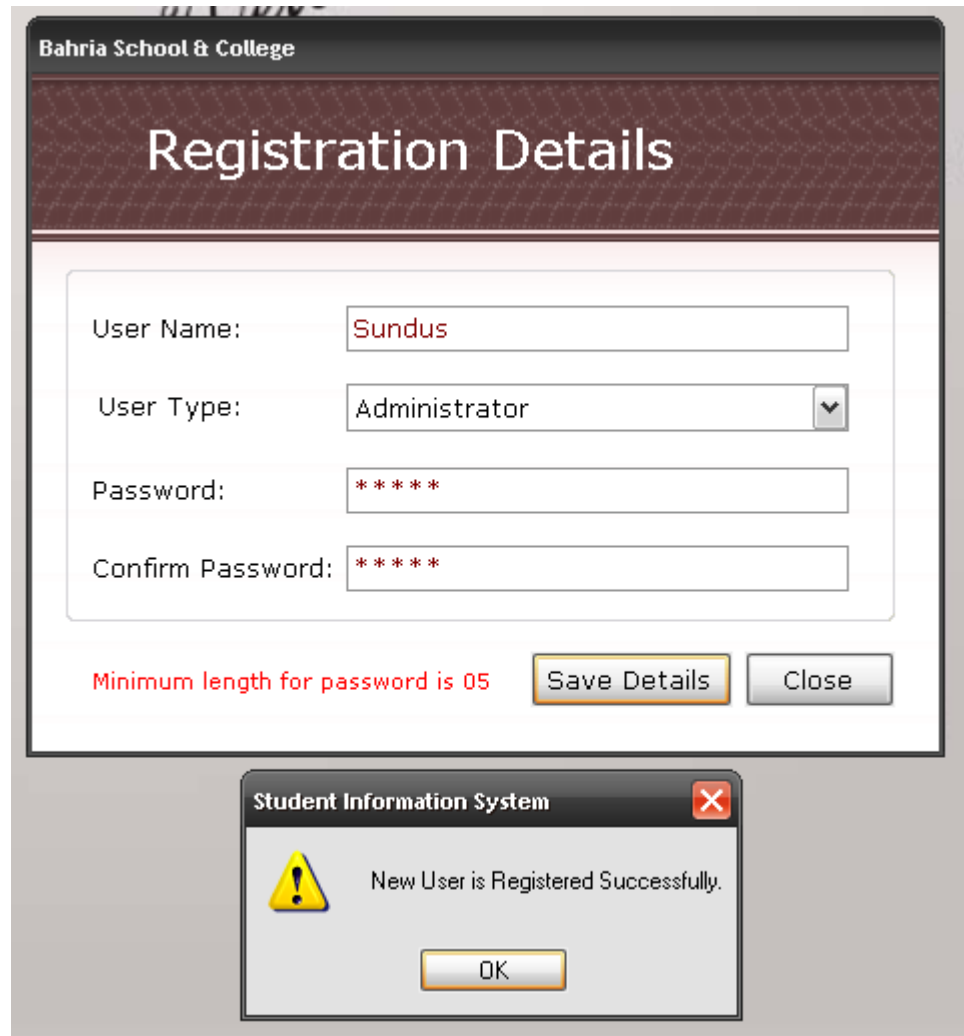 Bahria School & College
Registration Details
User Name: Sundus
User Type: Administrator
Password: *****
Confirm Password: *****
Minimum length for password is 05 Save Details Close
Student Information System
New User is Registered Successfully.
OK